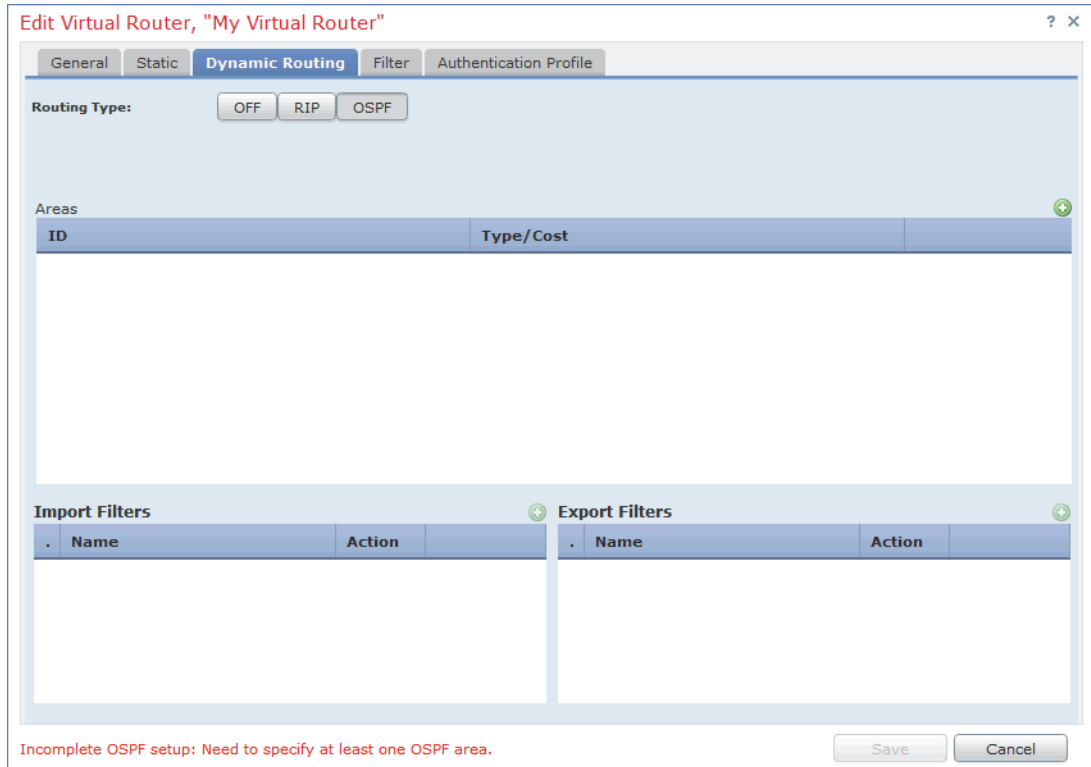 Edit Virtual Router, "My Virtual Router" ? ×
General Static Dynamic Routing Filter Authentication Profile
Routing Type: OFF RIP OSPF
Areas
ID Type/Cost
Import Filters Export Filters
. Name Action . Name Action
Incomplete OSPF setup: Need to specify at least one OSPF area. Save Cancel